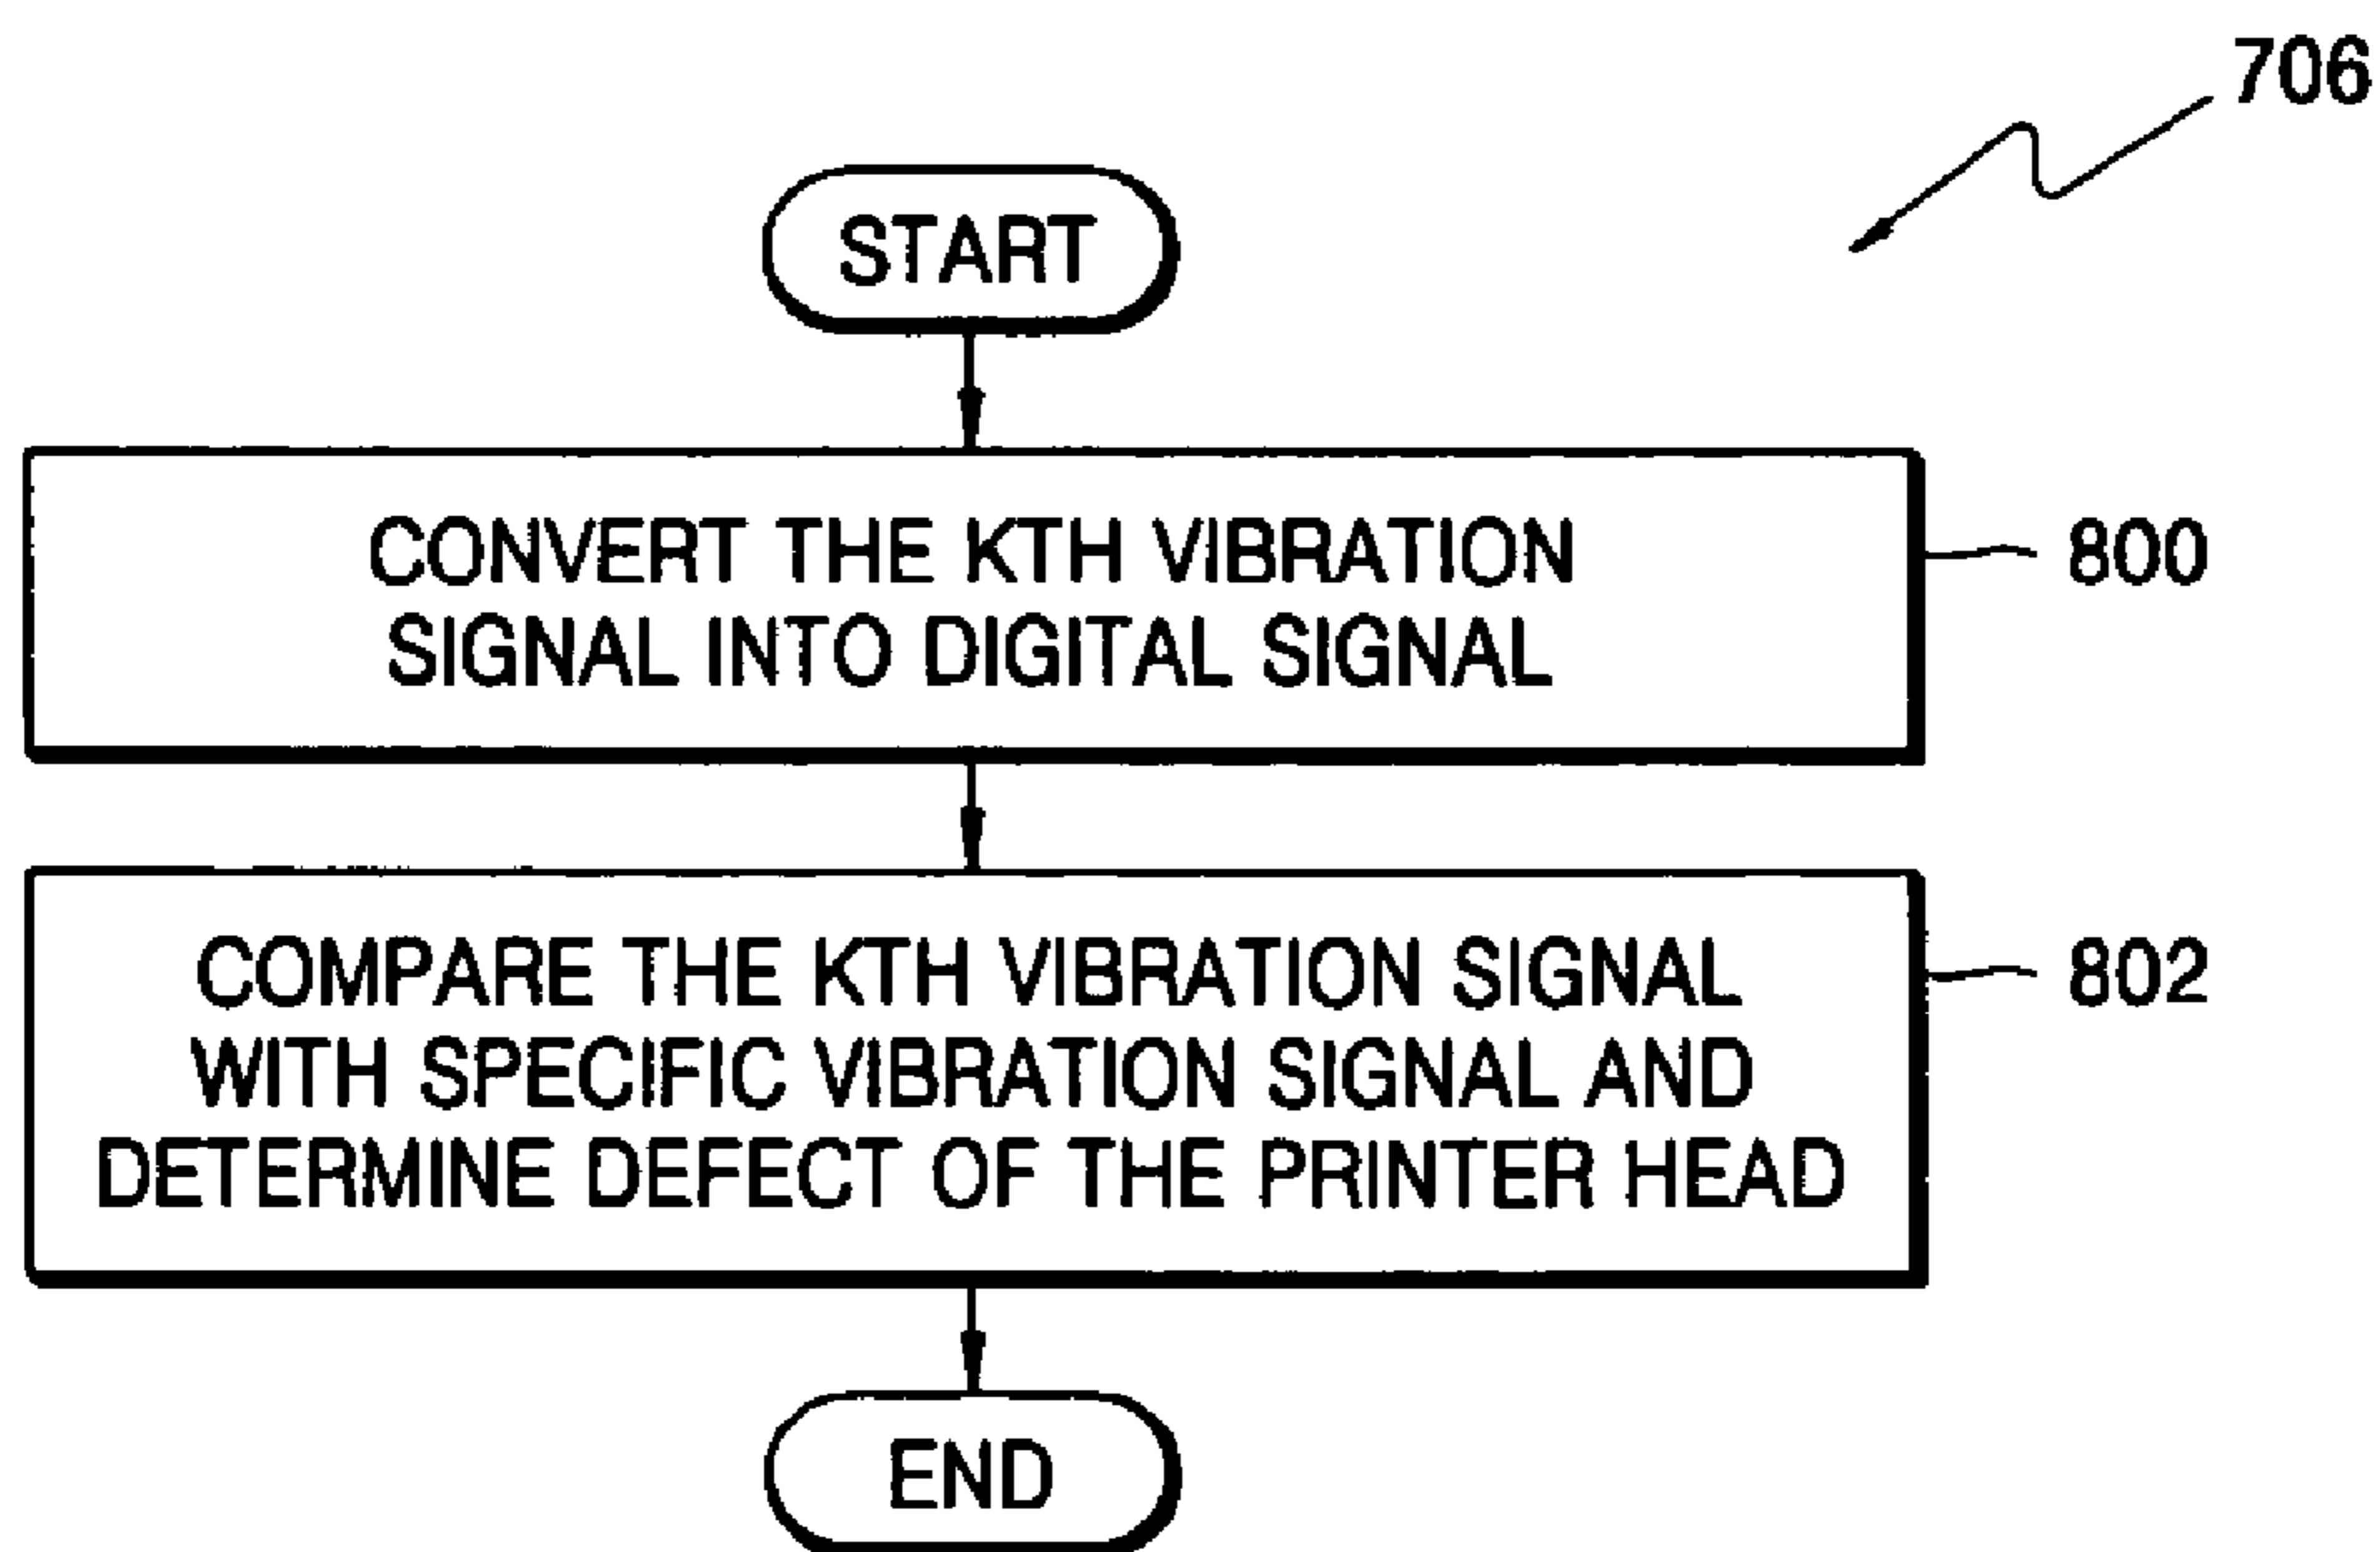 706
START
CONVERT THE KTH VIBRATION
SIGNAL INTO DIGITAL SIGNAL
800
COMPARE THE KTH VIBRATION SIGNAL
WITH SPECIFIC VIBRATION SIGNAL AND
DETERMINE DEFECT OF THE PRINTER HEAD
802
END